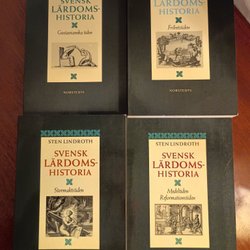 SVENSK
LÄRDOMS-
HISTORIA
Gustavianska tiden
NORSTEDTS
SVENSK
LÄRDOMS-
HISTORIA
Frihetstiden
NORSTEDTS
STEN LINDROTH
SVENSK
LÄRDOMS-
HISTORIA
Stormaktstiden
STEN LINDROTH
SVENSK
LÄRDOMS-
HISTORIA
Medeltiden
Reformationstiden